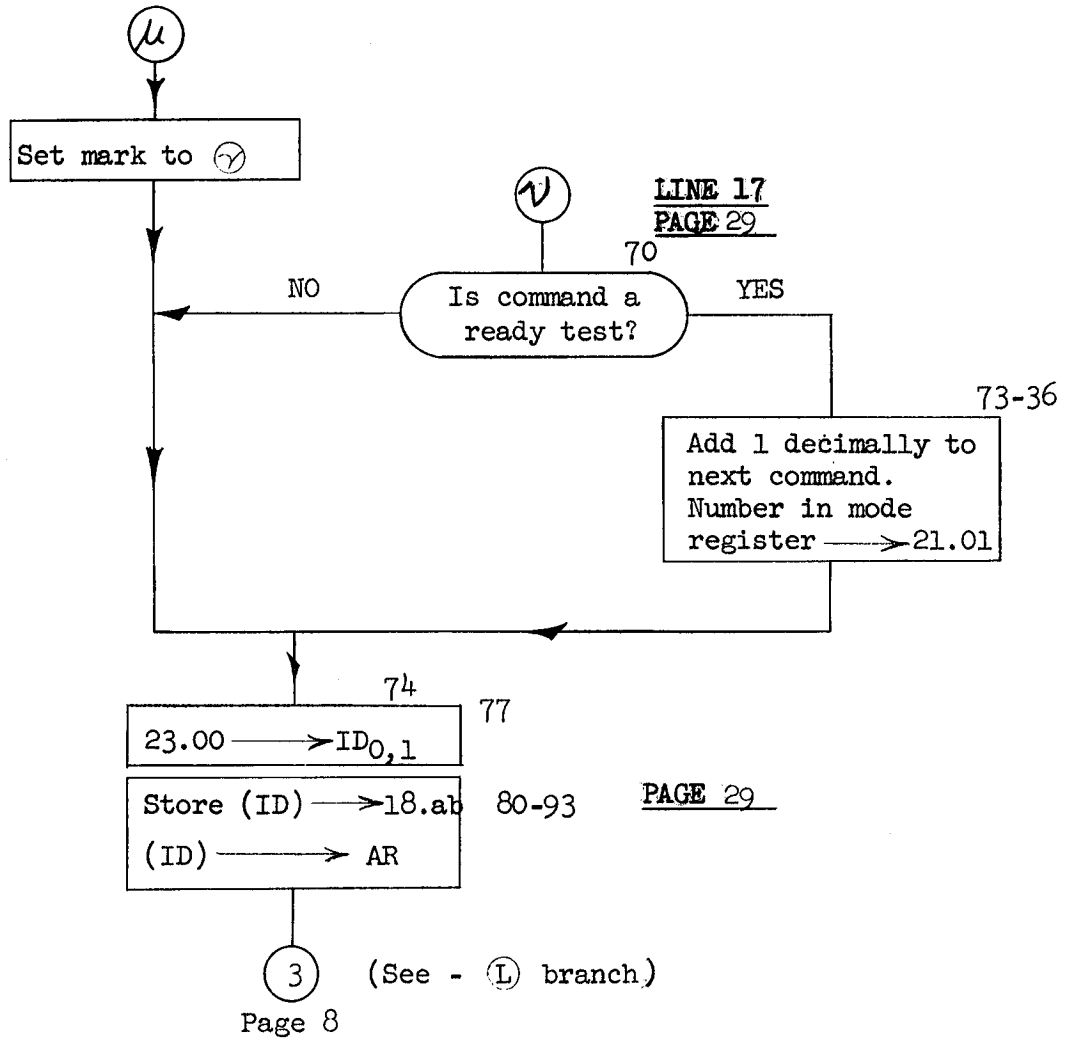 μ
Set mark to γ
ν
LINE 17
PAGE 29
70
NO
Is command a
ready test?
YES
73-36
Add 1 decimally to
next command.
Number in mode
register → 21.01
74
77
23.00 → ID0,1
Store (ID) → 18.ab
80-93
PAGE 29
(ID) → AR
3
(See - L branch)
Page 8